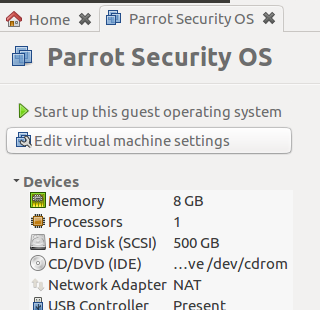 Home
Parrot Security OS
Parrot Security OS
Start up this guest operating system
Edit virtual machine settings
Devices
Memory 8 GB
Processors 1
Hard Disk (SCSI) 500 GB
CD/DVD (IDE) ...ve /dev/cdrom
Network Adapter NAT
USB Controller Present